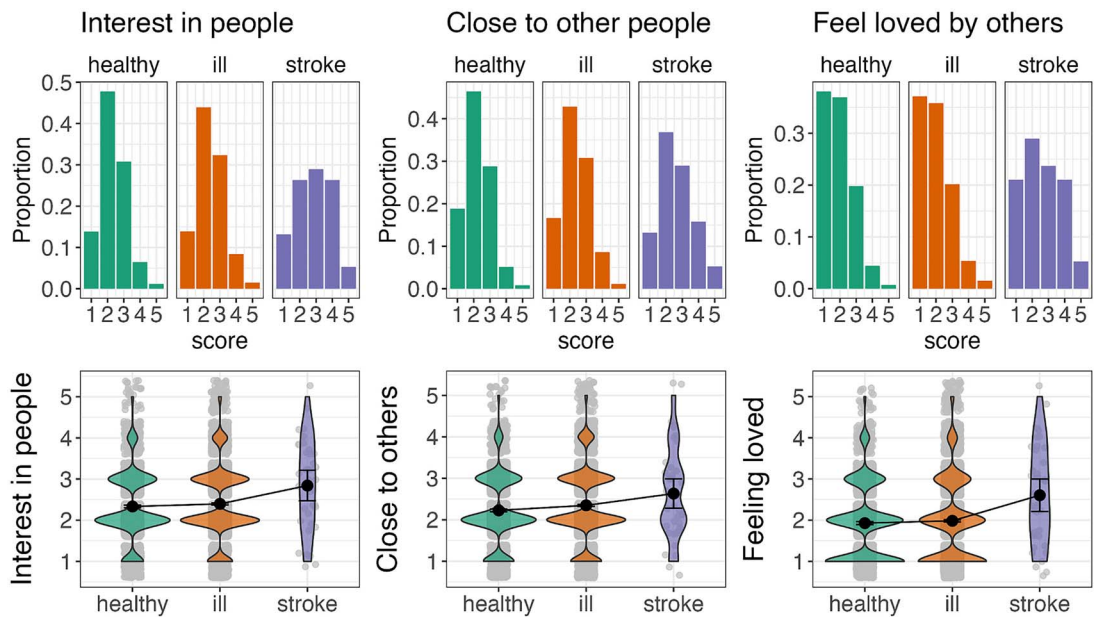 Interest in people
Close to other people
Feel loved by others
healthy ill stroke
healthy ill stroke
healthy ill stroke
Proportion
0.5
0.4
0.3
0.2
0.1
0.0
1 2 3 4 5 1 2 3 4 5 1 2 3 4 5
score
Proportion
0.4
0.3
0.2
0.1
0.0
1 2 3 4 5 1 2 3 4 5 1 2 3 4 5
score
Proportion
0.3
0.2
0.1
0.0
1 2 3 4 5 1 2 3 4 5 1 2 3 4 5
score
Interest in people
5
4
3
2
1
healthy ill stroke
Close to others
5
4
3
2
1
healthy ill stroke
Feeling loved
5
4
3
2
1
healthy ill stroke